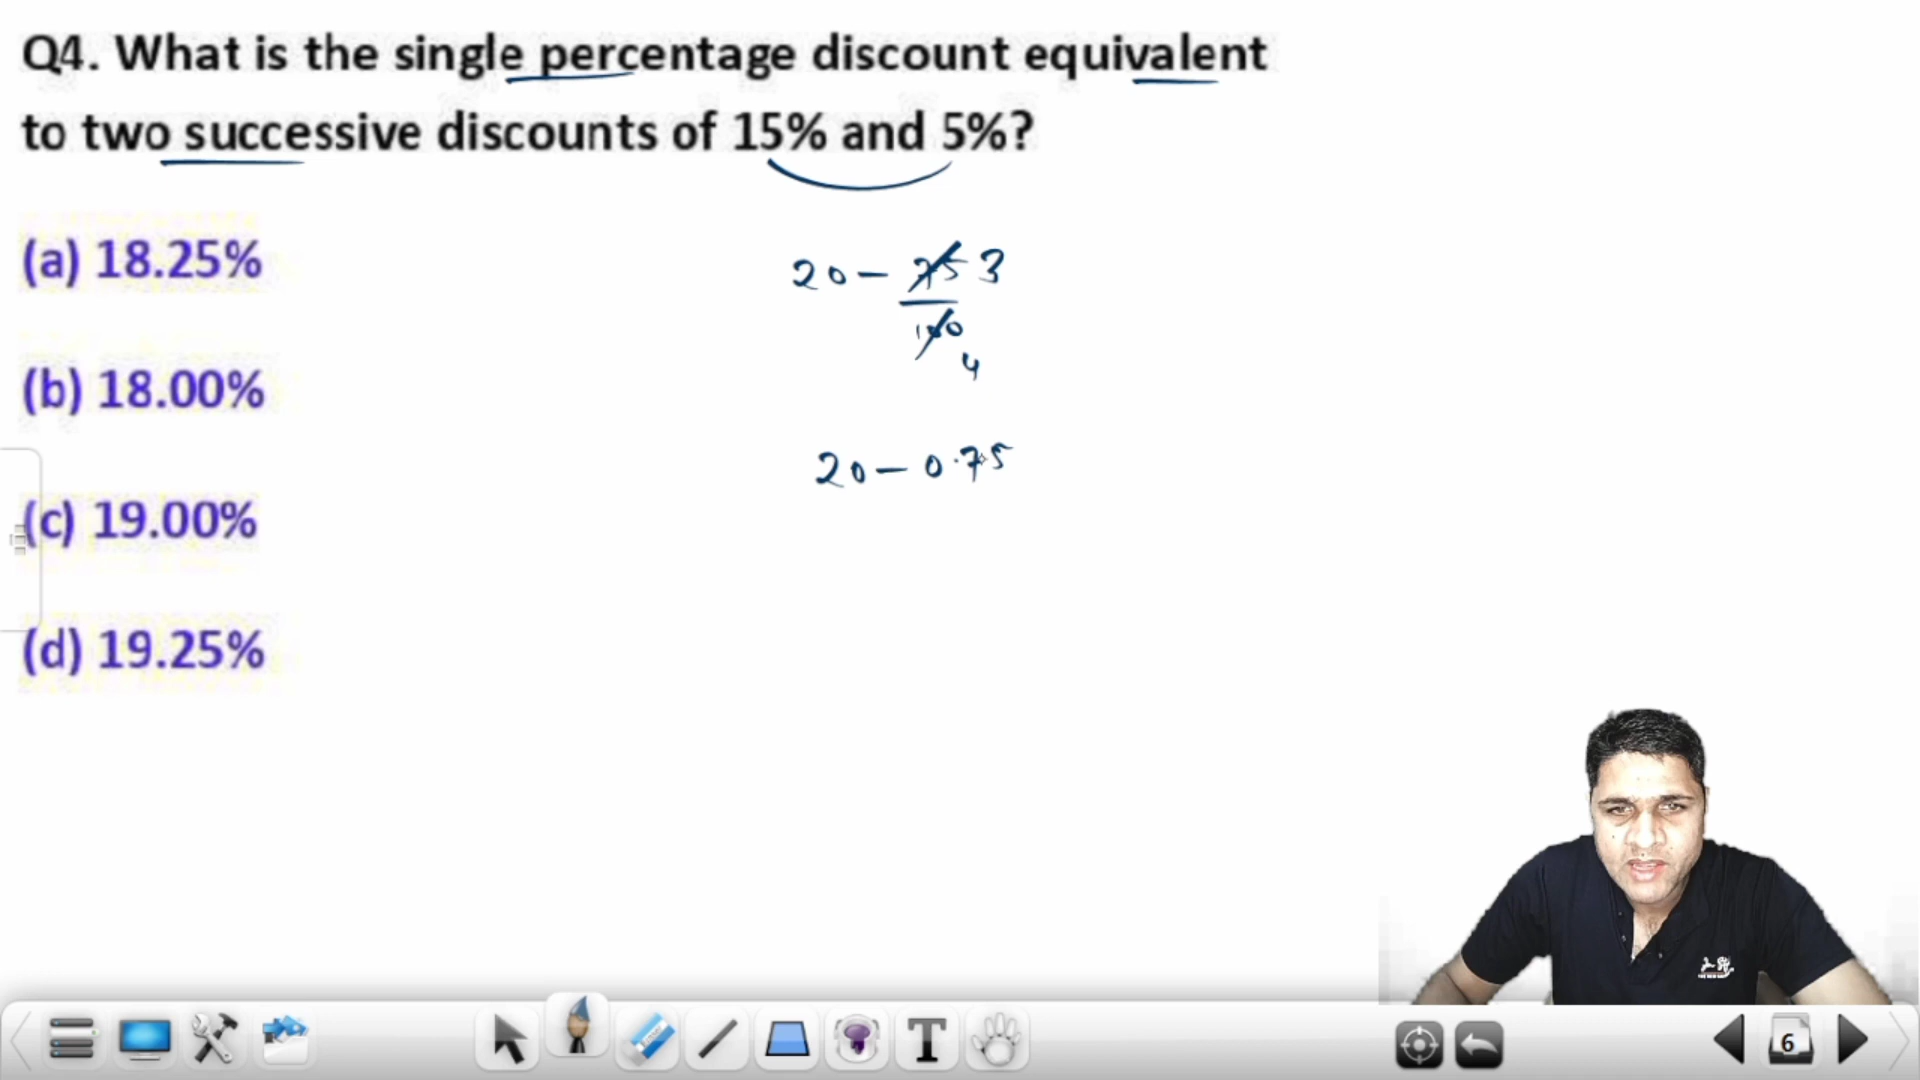 Q4. What is the single percentage discount equivalent
to two successive discounts of 15% and 5%?
(a) 18.25%
20 - 75 3
100
4
(b) 18.00%
20 - 0.75
(c) 19.00%
(d) 19.25%
T
6